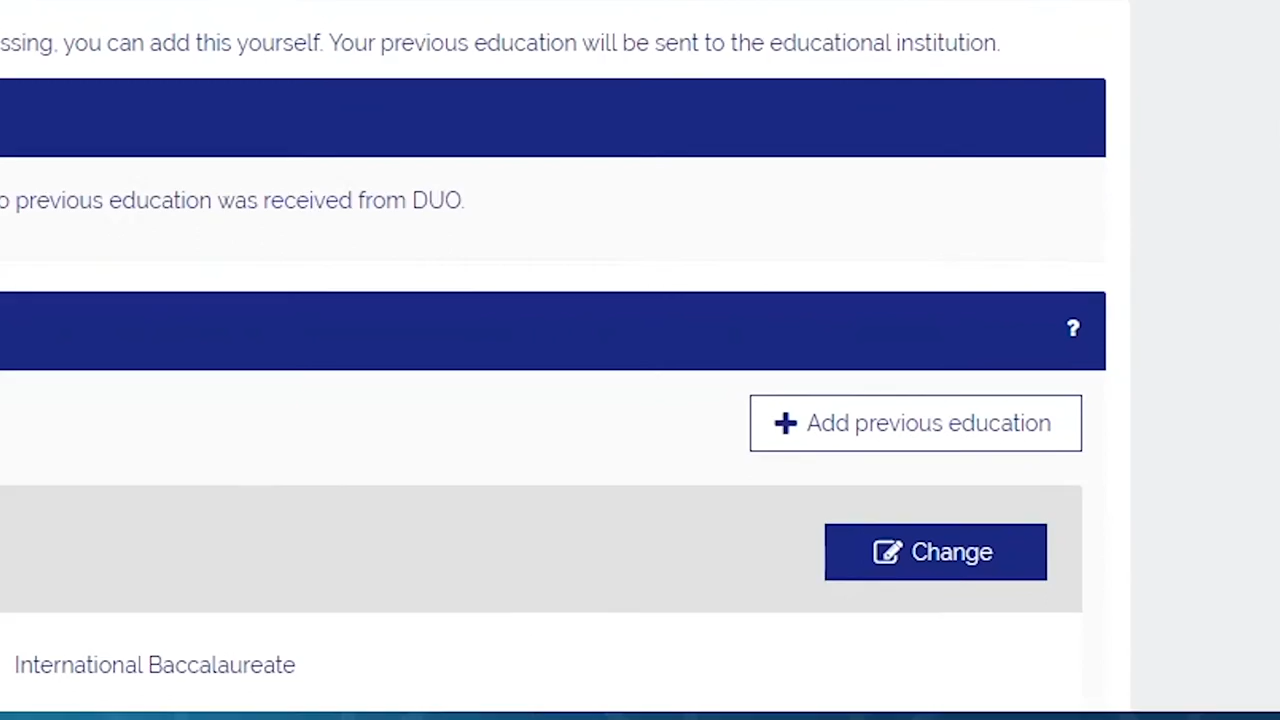 you can add this yourself. Your previous education will be sent to the educational institution.
previous education was received from DUO.
?
Add previous education
Change
International Baccalaureate